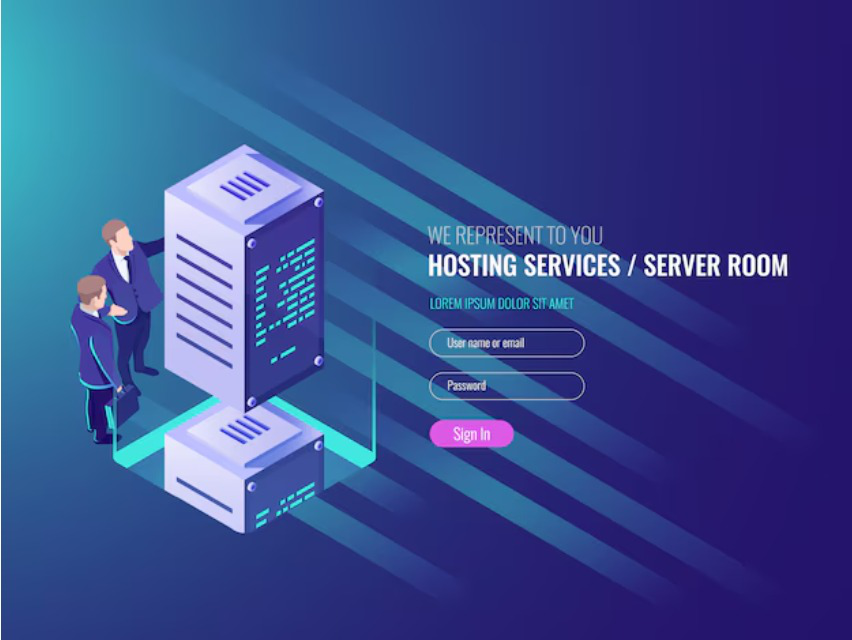 WE REPRESENT TO YOU
HOSTING SERVICES / SERVER ROOM
LOREM IPSUM DOLOR SIT AMET
User name or email
Password
Sign In